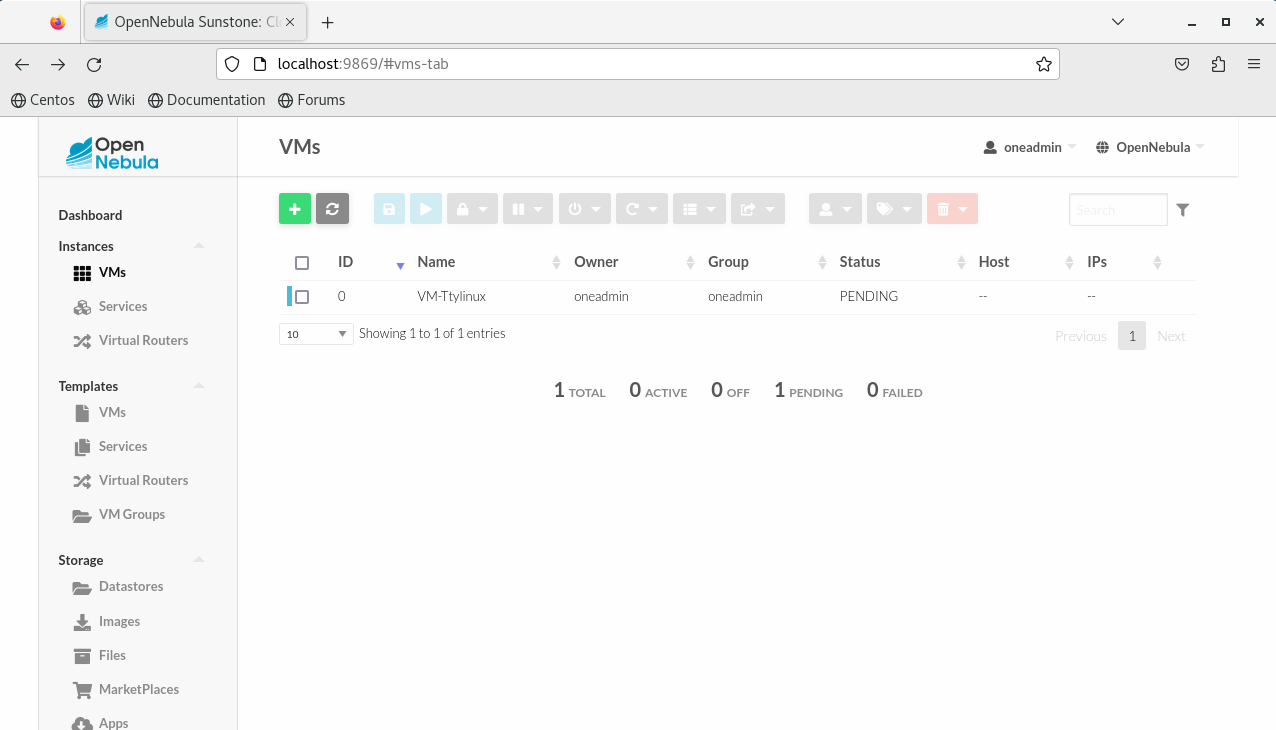 OpenNebula Sunstone: Cl
localhost:9869/#vms-tab
Centos Wiki Documentation Forums
Open Nebula
VMs
oneadmin OpenNebula
Dashboard
Instances
VMs
Services
Virtual Routers
Templates
VMs
Services
Virtual Routers
VM Groups
Storage
Datastores
Images
Files
MarketPlaces
Apps
Search
ID Name Owner Group Status Host IPs
0 VM-Ttylinux oneadmin oneadmin PENDING -- --
10 Showing 1 to 1 of 1 entries Previous 1 Next
1 TOTAL 0 ACTIVE 0 OFF 1 PENDING 0 FAILED